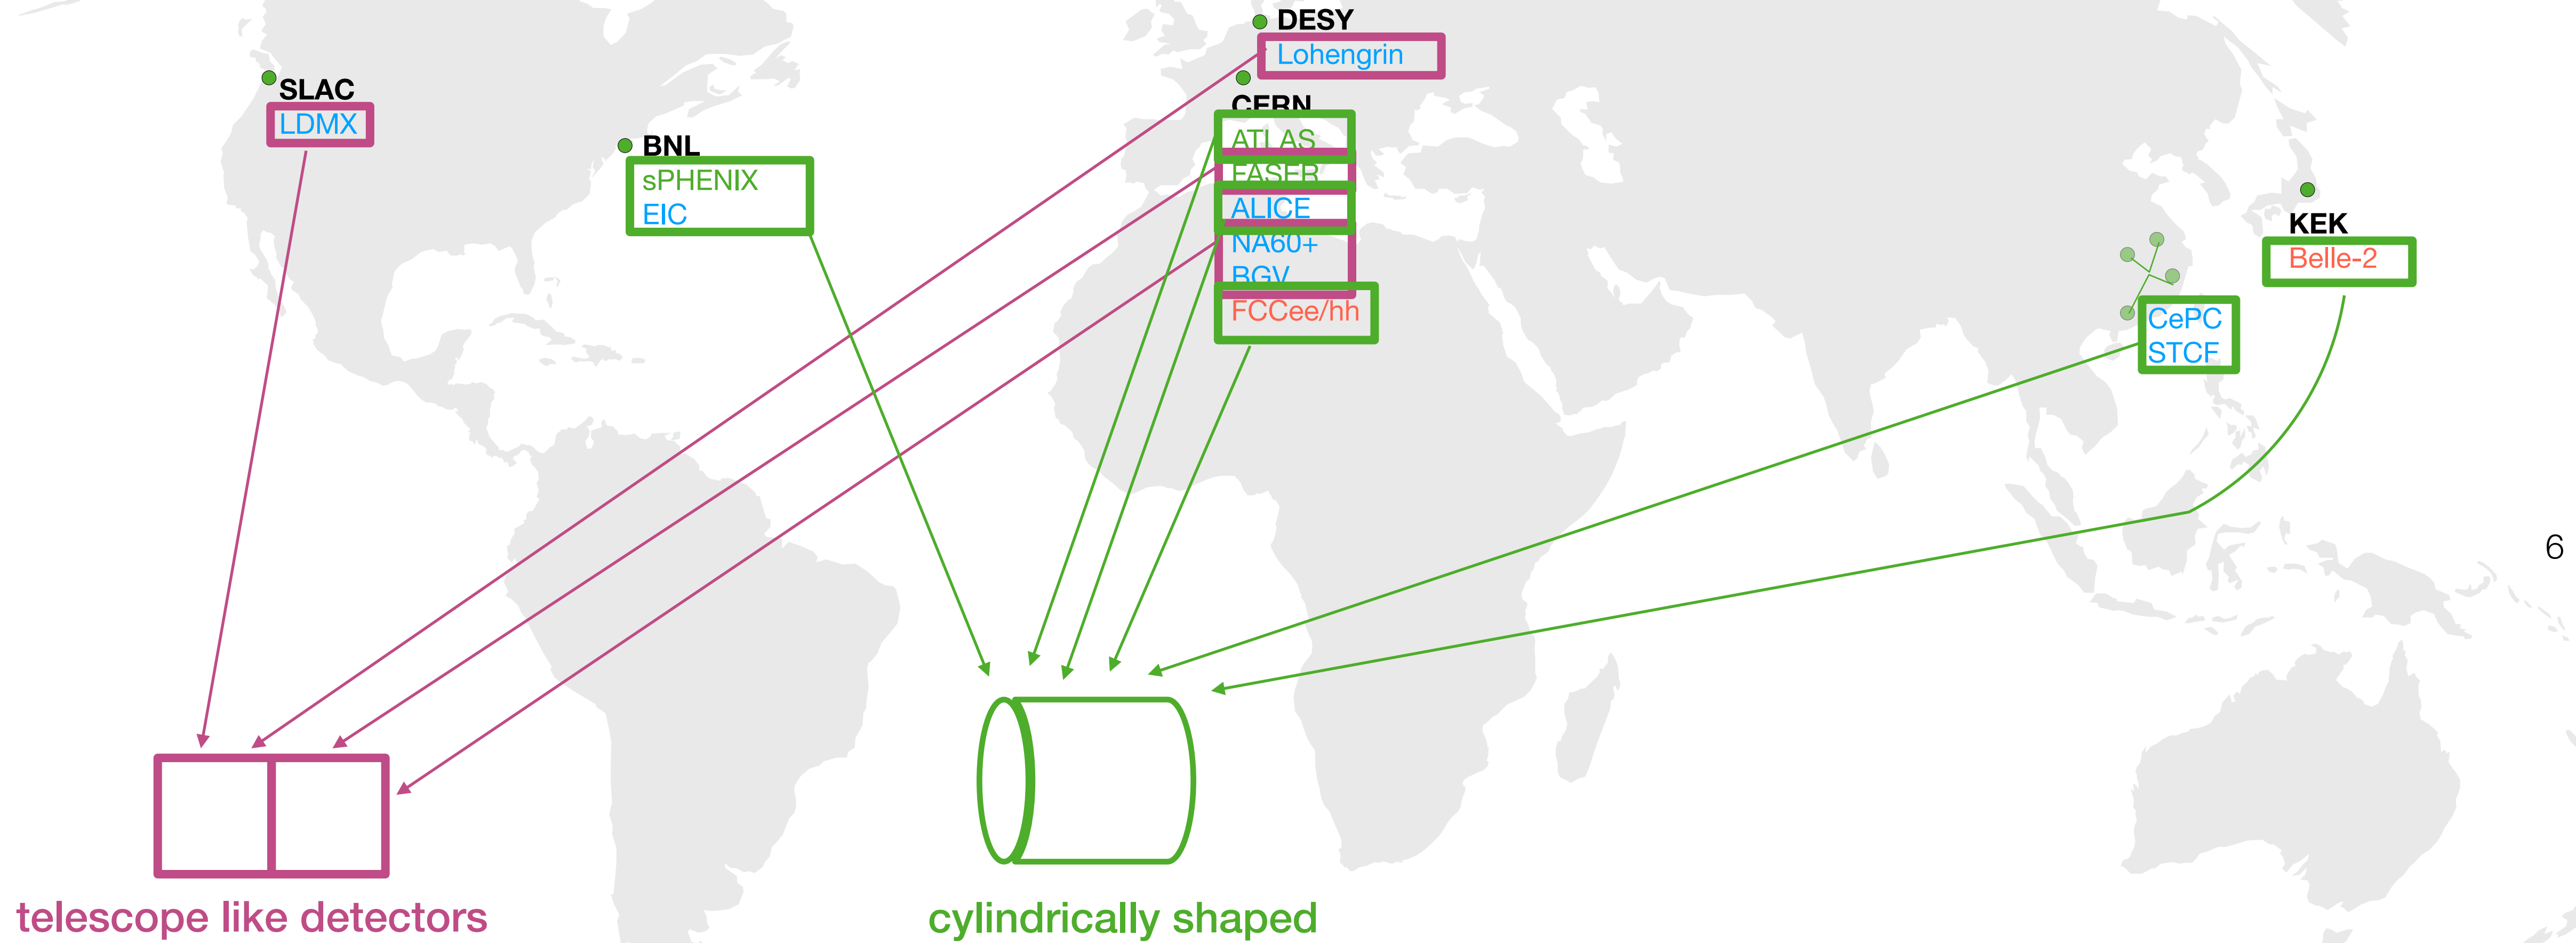 DESY
Lohengrin
SLAC
LDMX
BNL
sPHENIX
EIC
CERN
ATLAS
FASER
ALICE
NA60+
BGV
FCCee/hh
KEK
Belle-2
CePC
STCF
6
telescope like detectors
cylindrically shaped